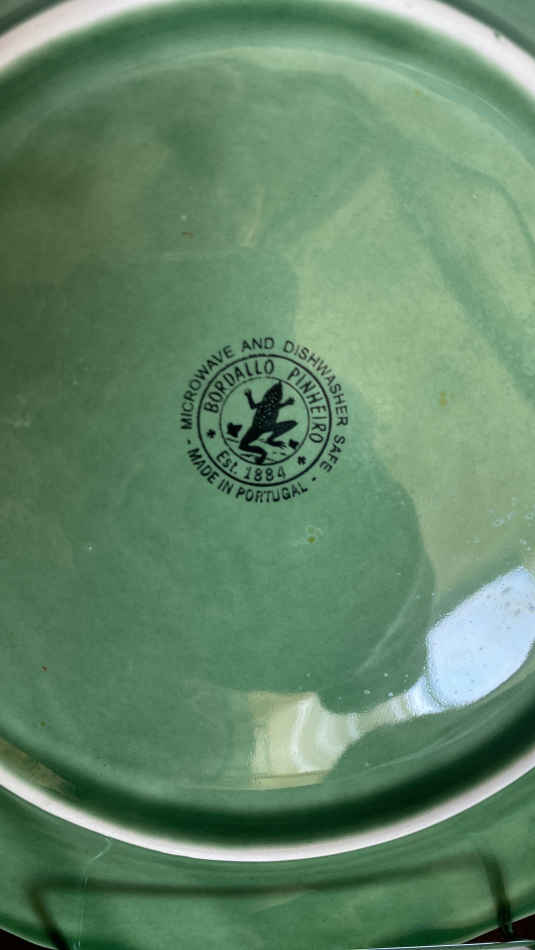 MICROWAVE AND DISHWASHER SAFE
BORDALLO PINHEIRO
Est. 1884
- MADE IN PORTUGAL -